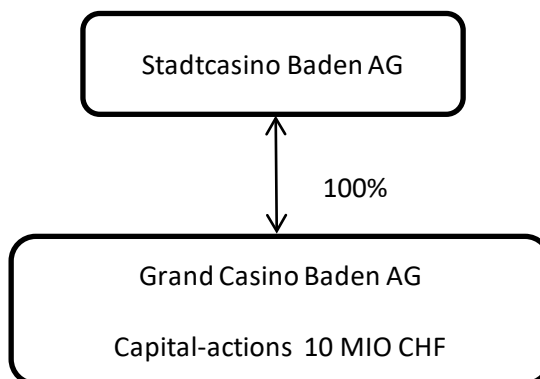 Stadtcasino Baden AG
100%
Grand Casino Baden AG
Capital-actions 10 MIO CHF